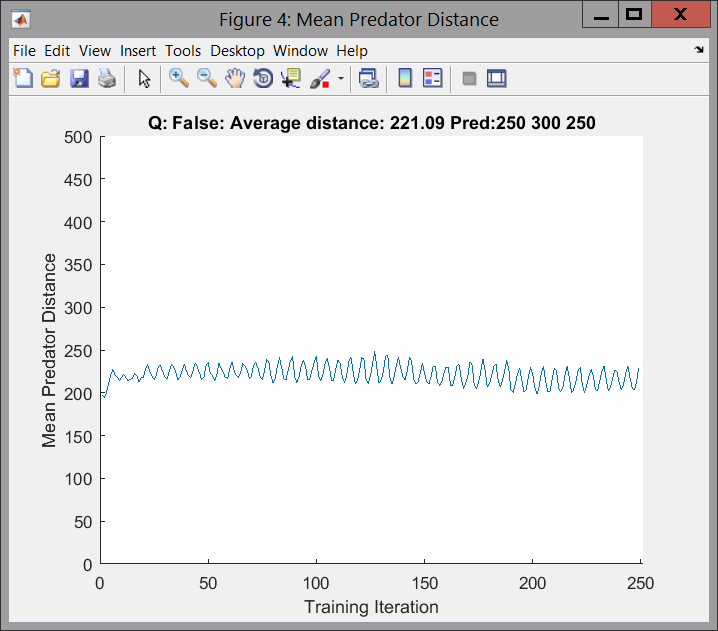 Figure 4: Mean Predator Distance
File Edit View Insert Tools Desktop Window Help
Q: False: Average distance: 221.09 Pred:250 300 250
500
450
400
350
300
250
200
150
100
50
0
Mean Predator Distance
0 50 100 150 200 250
Training Iteration